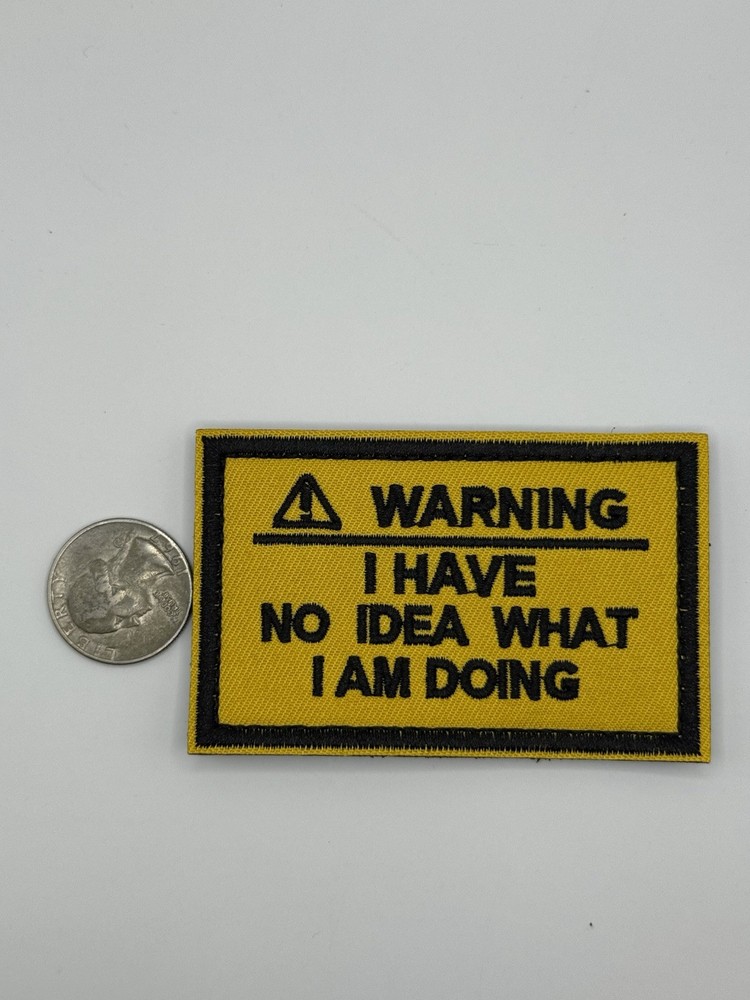 WARNING
I HAVE
NO IDEA WHAT
I AM DOING
LIBERTY